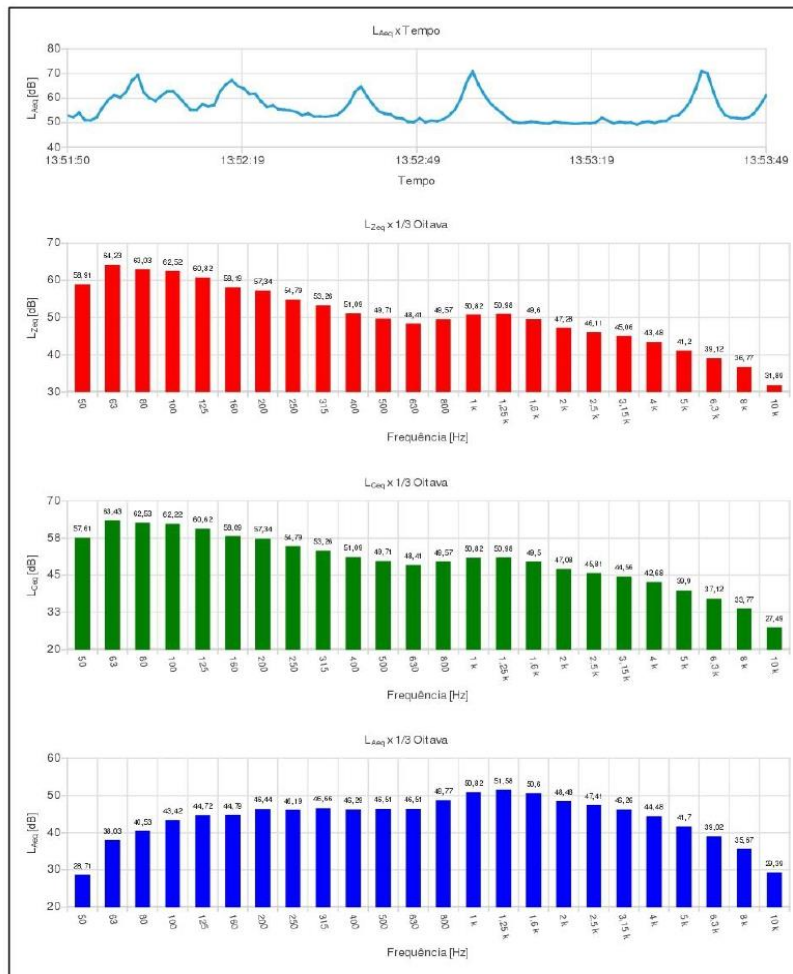 LAeq x Tempo
80
70
60
50
40
LAeq [dB]
13:51:50 13:52:19 13:52:49 13:53:19 13:53:49
Tempo
LZeq x 1/3 Oitava
70
60
50
40
30
LZeq [dB]
58,91 64,23 63,03 62,52 60,82 58,19 57,34 54,79 53,26 51,09 49,71 48,41 49,57 50,82 50,98 49,6 47,28 46,11 45,06 43,48 41,2 39,12 36,77 31,89
50 63 80 100 125 160 200 250 315 400 500 630 800 1 k 1,25 k 1,6 k 2 k 2,5 k 3,15 k 4 k 5 k 6,3 k 8 k 10 k
Frequência [Hz]
LCeq x 1/3 Oitava
70
58
45
33
20
LCeq [dB]
57,61 63,43 62,53 62,22 60,62 58,09 57,34 54,79 53,26 51,09 49,71 48,41 49,57 50,82 50,98 49,5 47,08 45,81 44,56 42,68 39,9 37,12 33,77 27,49
50 63 80 100 125 160 200 250 315 400 500 630 800 1 k 1,25 k 1,6 k 2 k 2,5 k 3,15 k 4 k 5 k 6,3 k 8 k 10 k
Frequência [Hz]
LAeq x 1/3 Oitava
60
50
40
30
20
LAeq [dB]
28,71 38,03 40,53 43,42 44,72 44,79 46,44 46,19 46,66 46,29 46,51 46,51 48,77 50,82 51,58 50,6 48,48 47,41 46,26 44,48 41,7 39,02 35,67 29,39
50 63 80 100 125 160 200 250 315 400 500 630 800 1 k 1,25 k 1,6 k 2 k 2,5 k 3,15 k 4 k 5 k 6,3 k 8 k 10 k
Frequência [Hz]